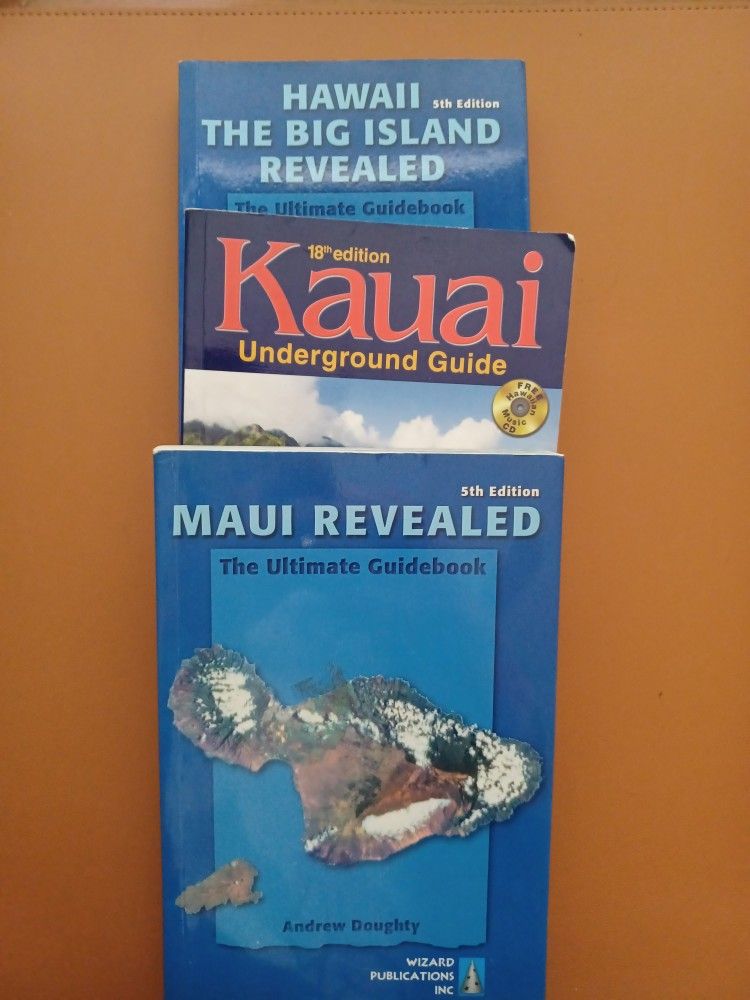 HAWAII 5th Edition
THE BIG ISLAND
REVEALED
The Ultimate Guidebook
18th edition
Kauai
Underground Guide
FREE
Hawaiian
Music
CD
5th Edition
MAUI REVEALED
The Ultimate Guidebook
Andrew Doughty
WIZARD
PUBLICATIONS
INC